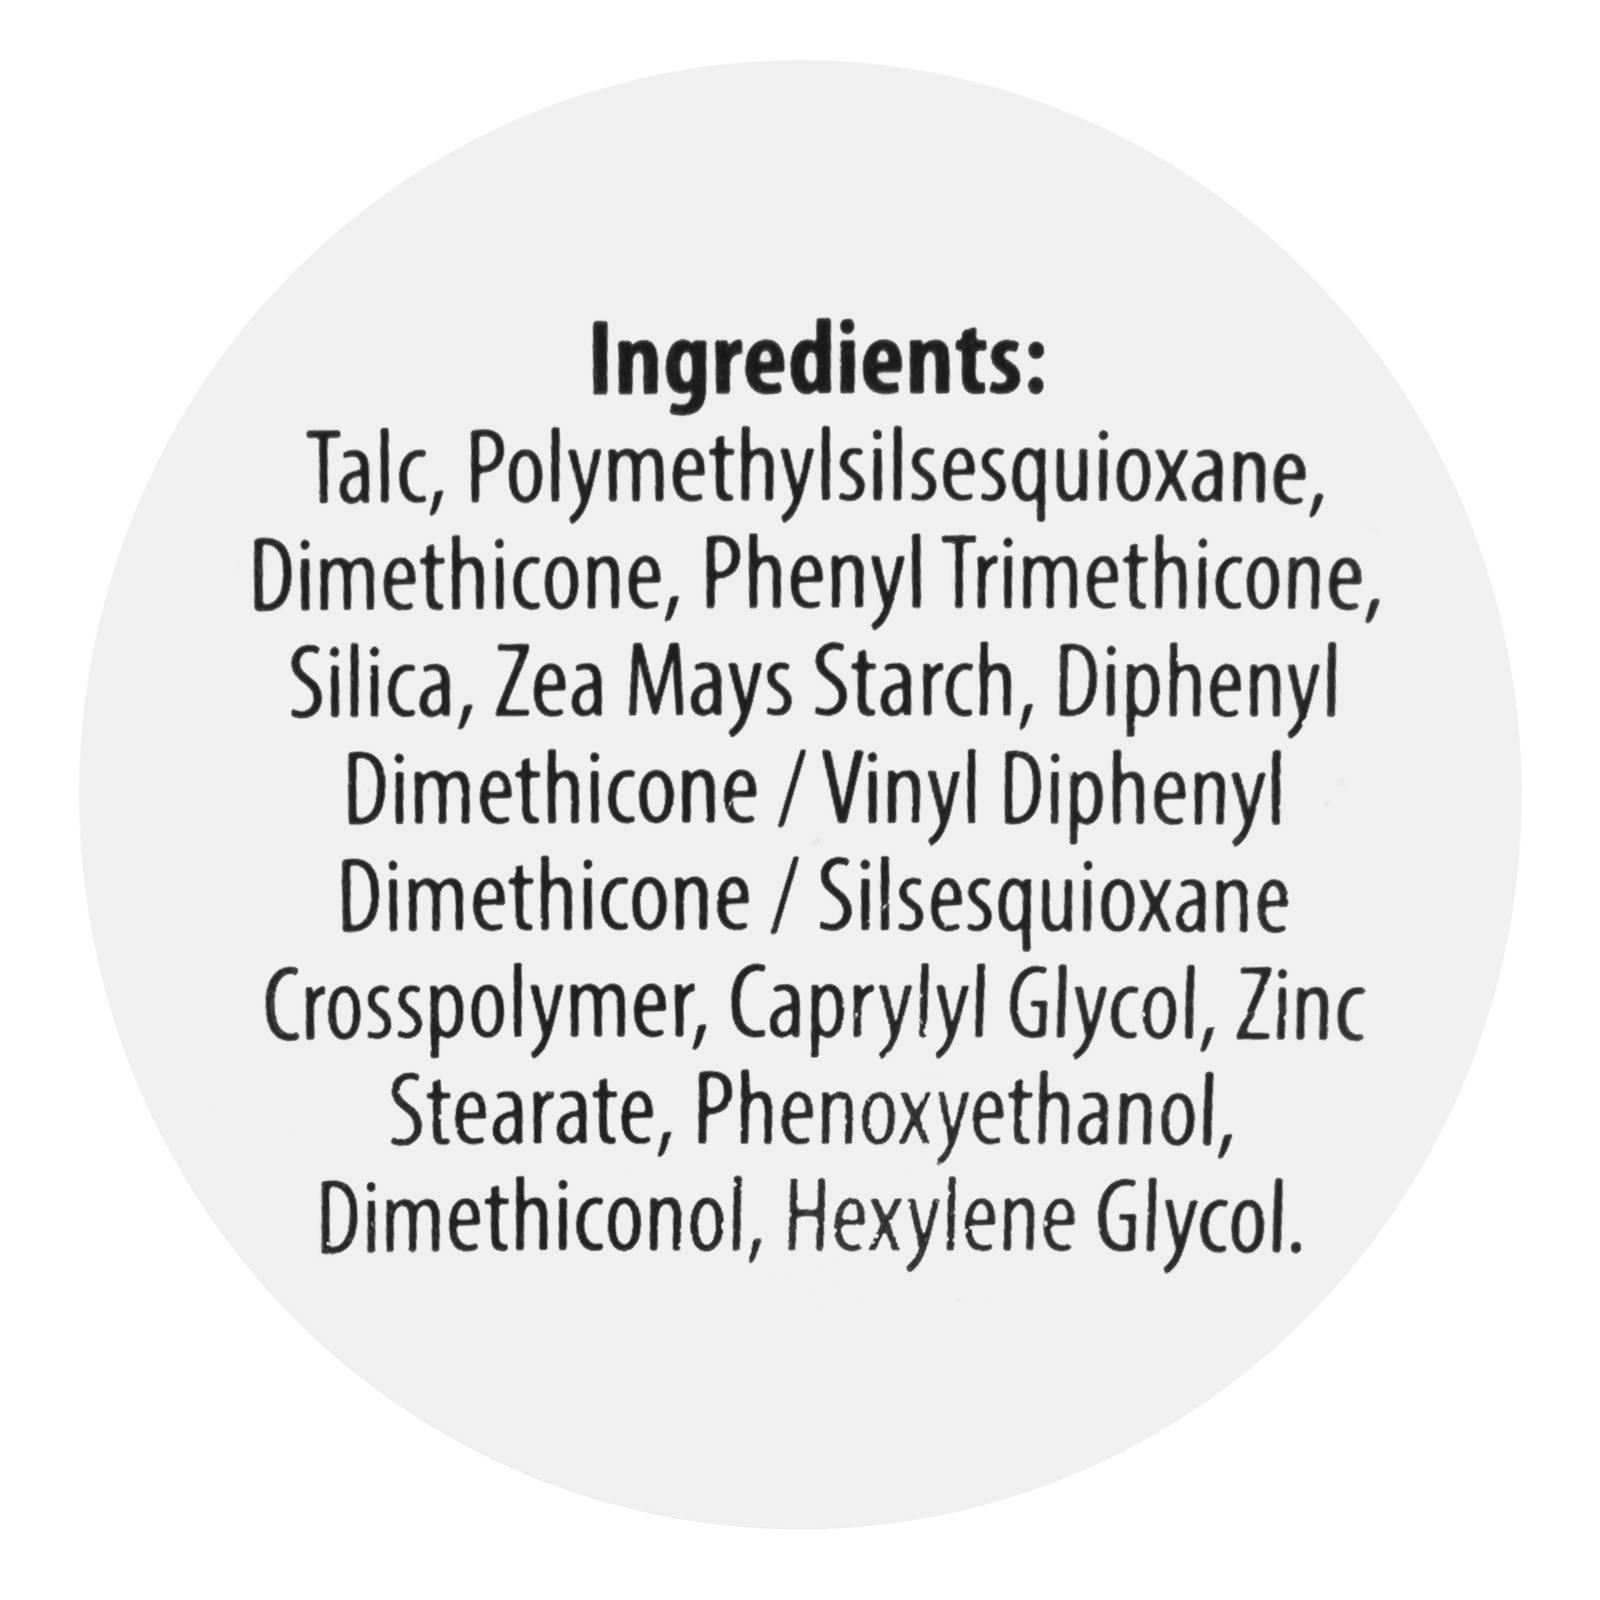 Ingredients:
Talc, Polymethylsilsesquioxane,
Dimethicone, Phenyl Trimethicone,
Silica, Zea Mays Starch, Diphenyl
Dimethicone / Vinyl Diphenyl
Dimethicone / Silsesquioxane
Crosspolymer, Caprylyl Glycol, Zinc
Stearate, Phenoxyethanol,
Dimethiconol, Hexylene Glycol.